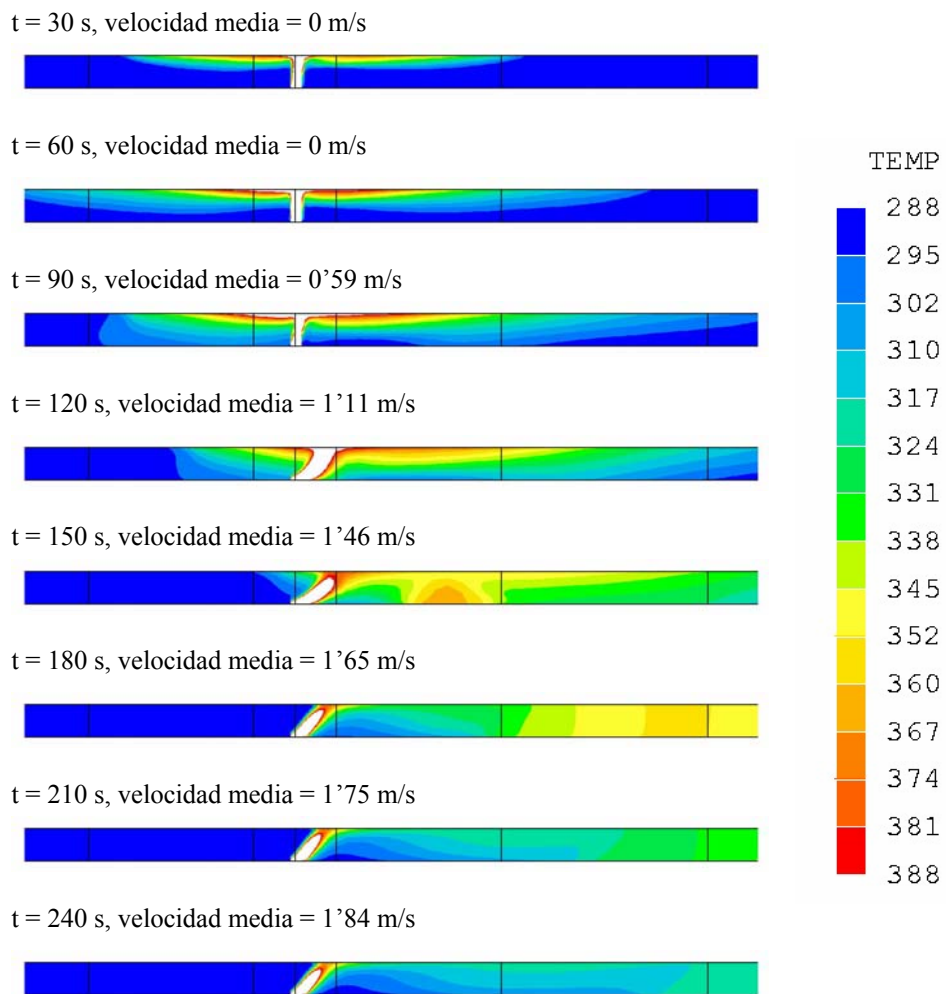 t = 30 s, velocidad media = 0 m/s
t = 60 s, velocidad media = 0 m/s
t = 90 s, velocidad media = 0’59 m/s
t = 120 s, velocidad media = 1’11 m/s
t = 150 s, velocidad media = 1’46 m/s
t = 180 s, velocidad media = 1’65 m/s
t = 210 s, velocidad media = 1’75 m/s
t = 240 s, velocidad media = 1’84 m/s
TEMP
288
295
302
310
317
324
331
338
345
352
360
367
374
381
388